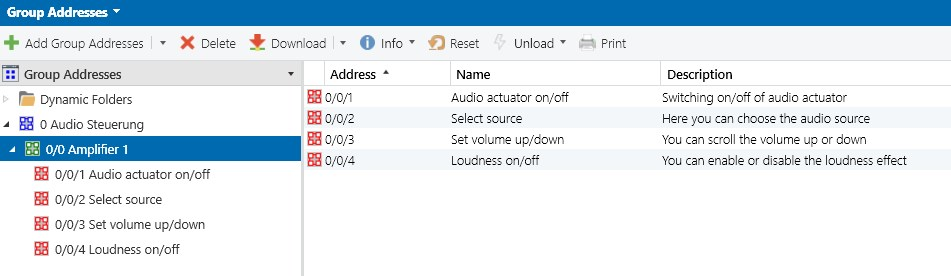 Group Addresses
Add Group Addresses Delete Download Info Reset Unload Print
Group Addresses
Dynamic Folders
0 Audio Steuerung
0/0 Amplifier 1
0/0/1 Audio actuator on/off
0/0/2 Select source
0/0/3 Set volume up/down
0/0/4 Loudness on/off
Address Name Description
0/0/1 Audio actuator on/off Switching on/off of audio actuator
0/0/2 Select source Here you can choose the audio source
0/0/3 Set volume up/down You can scroll the volume up or down
0/0/4 Loudness on/off You can enable or disable the loudness effect